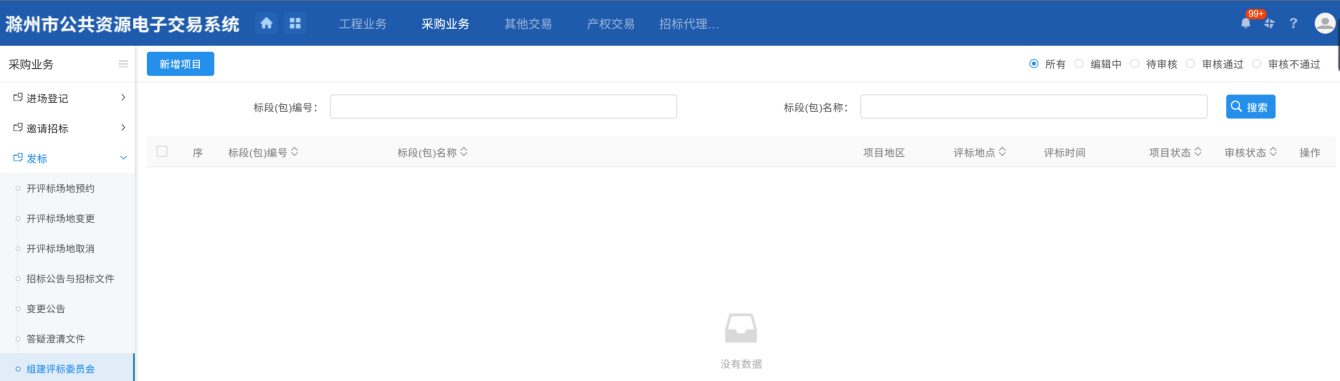 滁州市公共资源电子交易系统 工程业务 采购业务 其他交易 产权交易 招标代理... 99+ ?
采购业务 新增项目 所有 编辑中 待审核 审核通过 审核不通过
进场登记
标段(包)编号： 标段(包)名称： 搜索
邀请招标
发标
序 标段(包)编号 标段(包)名称 项目地区 评标地点 评标时间 项目状态 审核状态 操作
开评标场地预约
开评标场地变更
开评标场地取消
招标公告与招标文件
变更公告
答疑澄清文件
没有数据
组建评标委员会